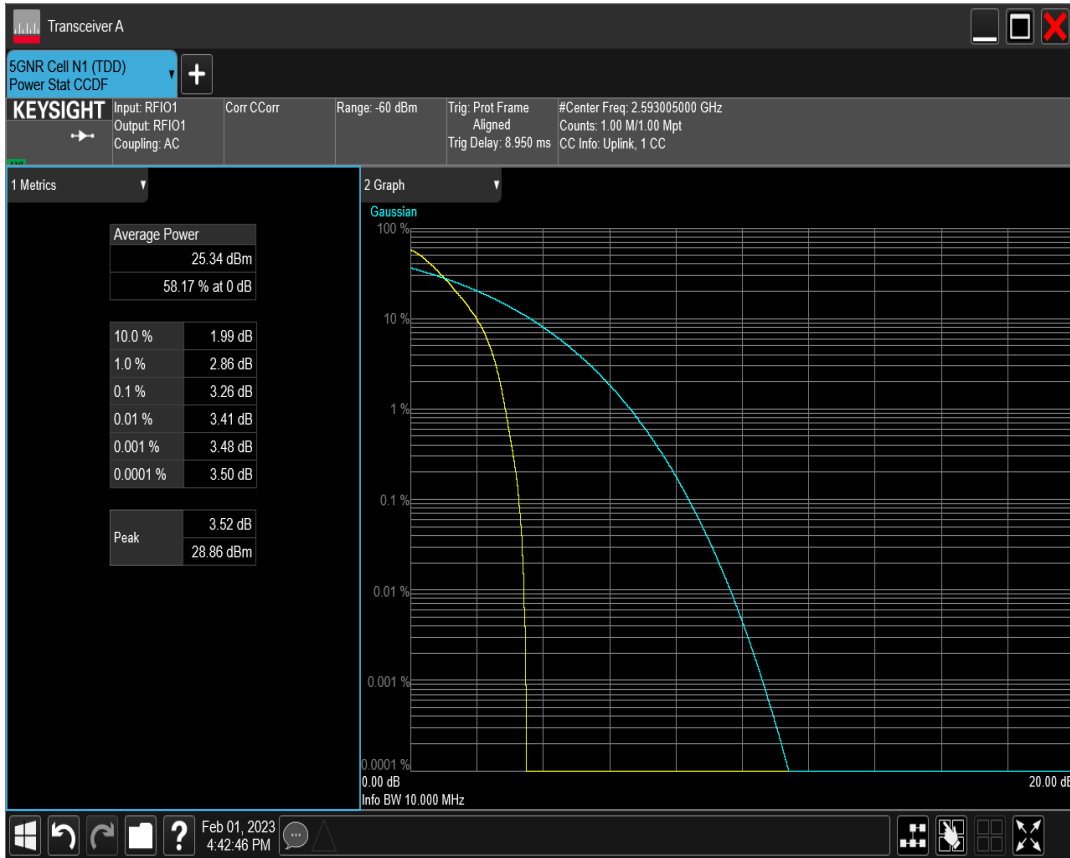 Transceiver A
5GNR Cell N1 (TDD)
Power Stat CCDF
KEYSIGHT
Input: RFIO1
Output: RFIO1
Coupling: AC
Corr CCorr
Range: -60 dBm
Trig: Prot Frame
Aligned
Trig Delay: 8.950 ms
#Center Freq: 2.593005000 GHz
Counts: 1.00 M/1.00 Mpt
CC Info: Uplink, 1 CC
1 Metrics
Average Power
25.34 dBm
58.17 % at 0 dB
10.0 % 1.99 dB
1.0 % 2.86 dB
0.1 % 3.26 dB
0.01 % 3.41 dB
0.001 % 3.48 dB
0.0001 % 3.50 dB
Peak
3.52 dB
28.86 dBm
2 Graph
Gaussian
100 %
10 %
1 %
0.1 %
0.01 %
0.001 %
0.0001 %
0.00 dB 20.00 dB
Info BW 10.000 MHz
Feb 01, 2023
4:42:46 PM